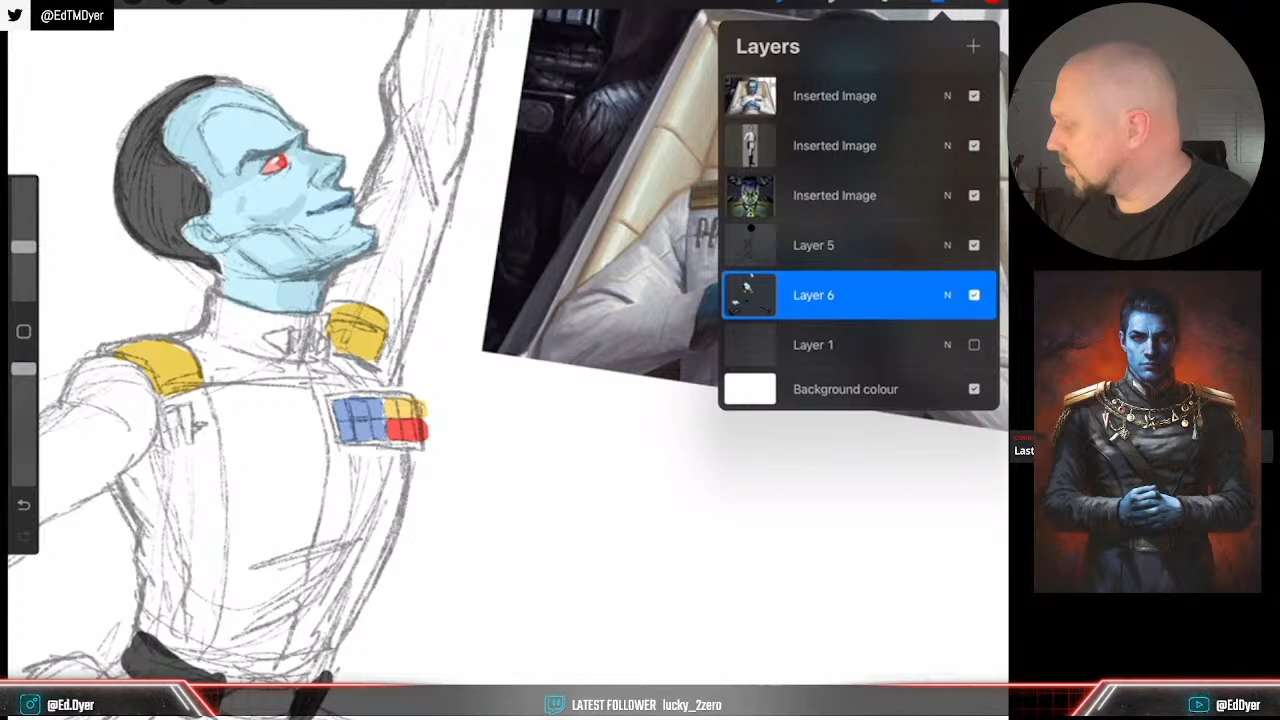 @EdTMDyer
Layers
Inserted Image N
Inserted Image N
Inserted Image N
Layer 5 N
Layer 6 N
Layer 1 N
Background colour
Last
@Ed.Dyer
LATEST FOLLOWER lucky_2zero
@EdDyer